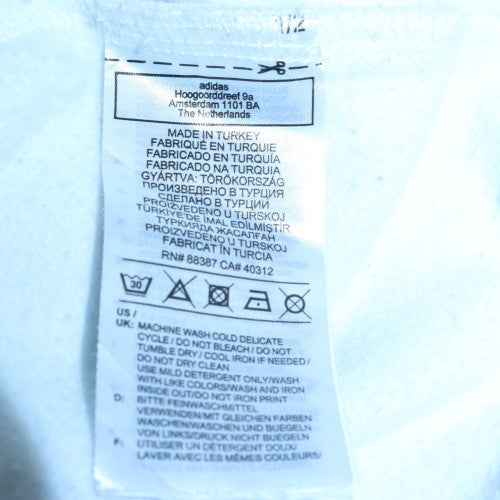 1/2
adidas
Hoogoorddreef 9a
Amsterdam 1101 BA
The Netherlands
MADE IN TURKEY
FABRIQUÉ EN TURQUIE
FABRICADO EN TURQUÍA
FABRICADO NA TURQUIA
GYÁRTVA: TÖRÖKORSZÁG
ПРОИЗВЕДЕНО В ТУРЦИЯ
СДЕЛАНО В ТУРЦИИ
PROIZVEDENO U TURSKOJ
TÜRKİYE'DE IMAL EDİLMİŞTİR
ТУРКИЯДА ЖАСАЛҒАН
PROIZVEDENO U TURSKOJ
FABRICAT ÎN TURCIA
RN# 88387 CA# 40312
30
US /
UK: MACHINE WASH COLD DELICATE
CYCLE / DO NOT BLEACH / DO NOT
TUMBLE DRY / COOL IRON IF NEEDED /
DO NOT DRY CLEAN
USE MILD DETERGENT ONLY/WASH
WITH LIKE COLORS/WASH AND IRON
INSIDE OUT/DO NOT IRON PRINT
D: BITTE FEINWASCHMITTEL
VERWENDEN/MIT GLEICHEN FARBEN
WASCHEN/WASCHEN UND BUEGELN
VON LINKS/DRUCK NICHT BUEGELN
F: UTILISER UN DÉTERGENT DOUX/
LAVER AVEC LES MÊMES COULEURS/